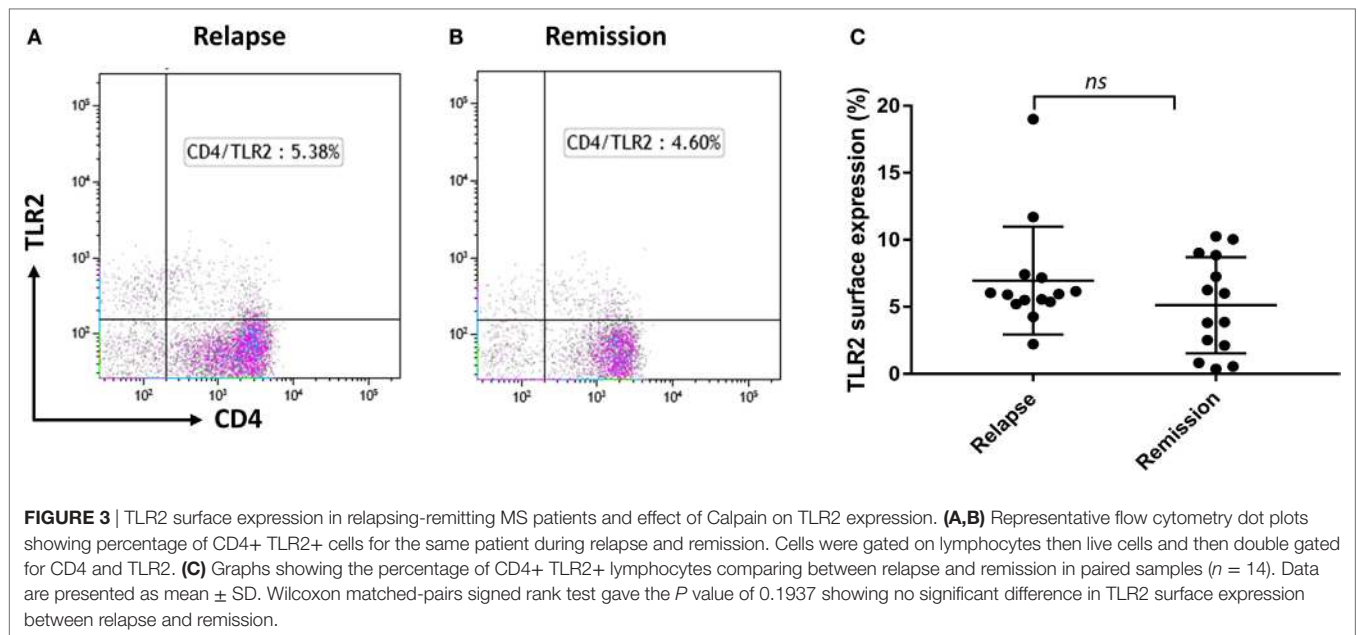 A
Relapse
10⁵
10⁴
10³
10²
CD4/TLR2 : 5.38%
TLR2
10² 10³ 10⁴ 10⁵
CD4
B
Remission
10⁵
10⁴
10³
10²
CD4/TLR2 : 4.60%
10² 10³ 10⁴ 10⁵
C
ns
TLR2 surface expression (%)
20
15
10
5
0
Relapse
Remission
FIGURE 3 | TLR2 surface expression in relapsing-remitting MS patients and effect of Calpain on TLR2 expression. (A,B) Representative flow cytometry dot plots
showing percentage of CD4+ TLR2+ cells for the same patient during relapse and remission. Cells were gated on lymphocytes then live cells and then double gated
for CD4 and TLR2. (C) Graphs showing the percentage of CD4+ TLR2+ lymphocytes comparing between relapse and remission in paired samples (n = 14). Data
are presented as mean ± SD. Wilcoxon matched-pairs signed rank test gave the P value of 0.1937 showing no significant difference in TLR2 surface expression
between relapse and remission.